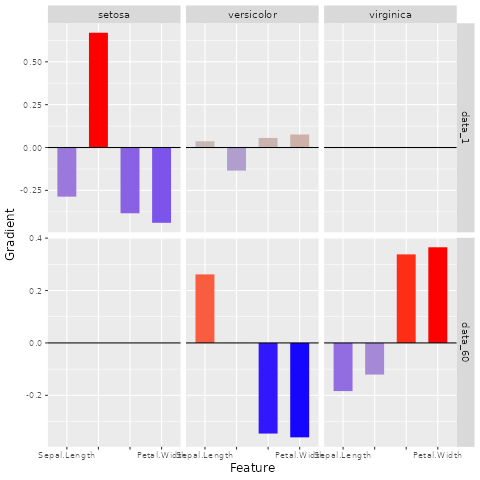 setosa versicolor virginica
0.50
0.25
0.00
-0.25
data_1
0.4
0.2
0.0
-0.2
data_60
Gradient
Sepal.Length Petal.Width Sepal.Length Petal.Width Sepal.Length Petal.Width
Feature